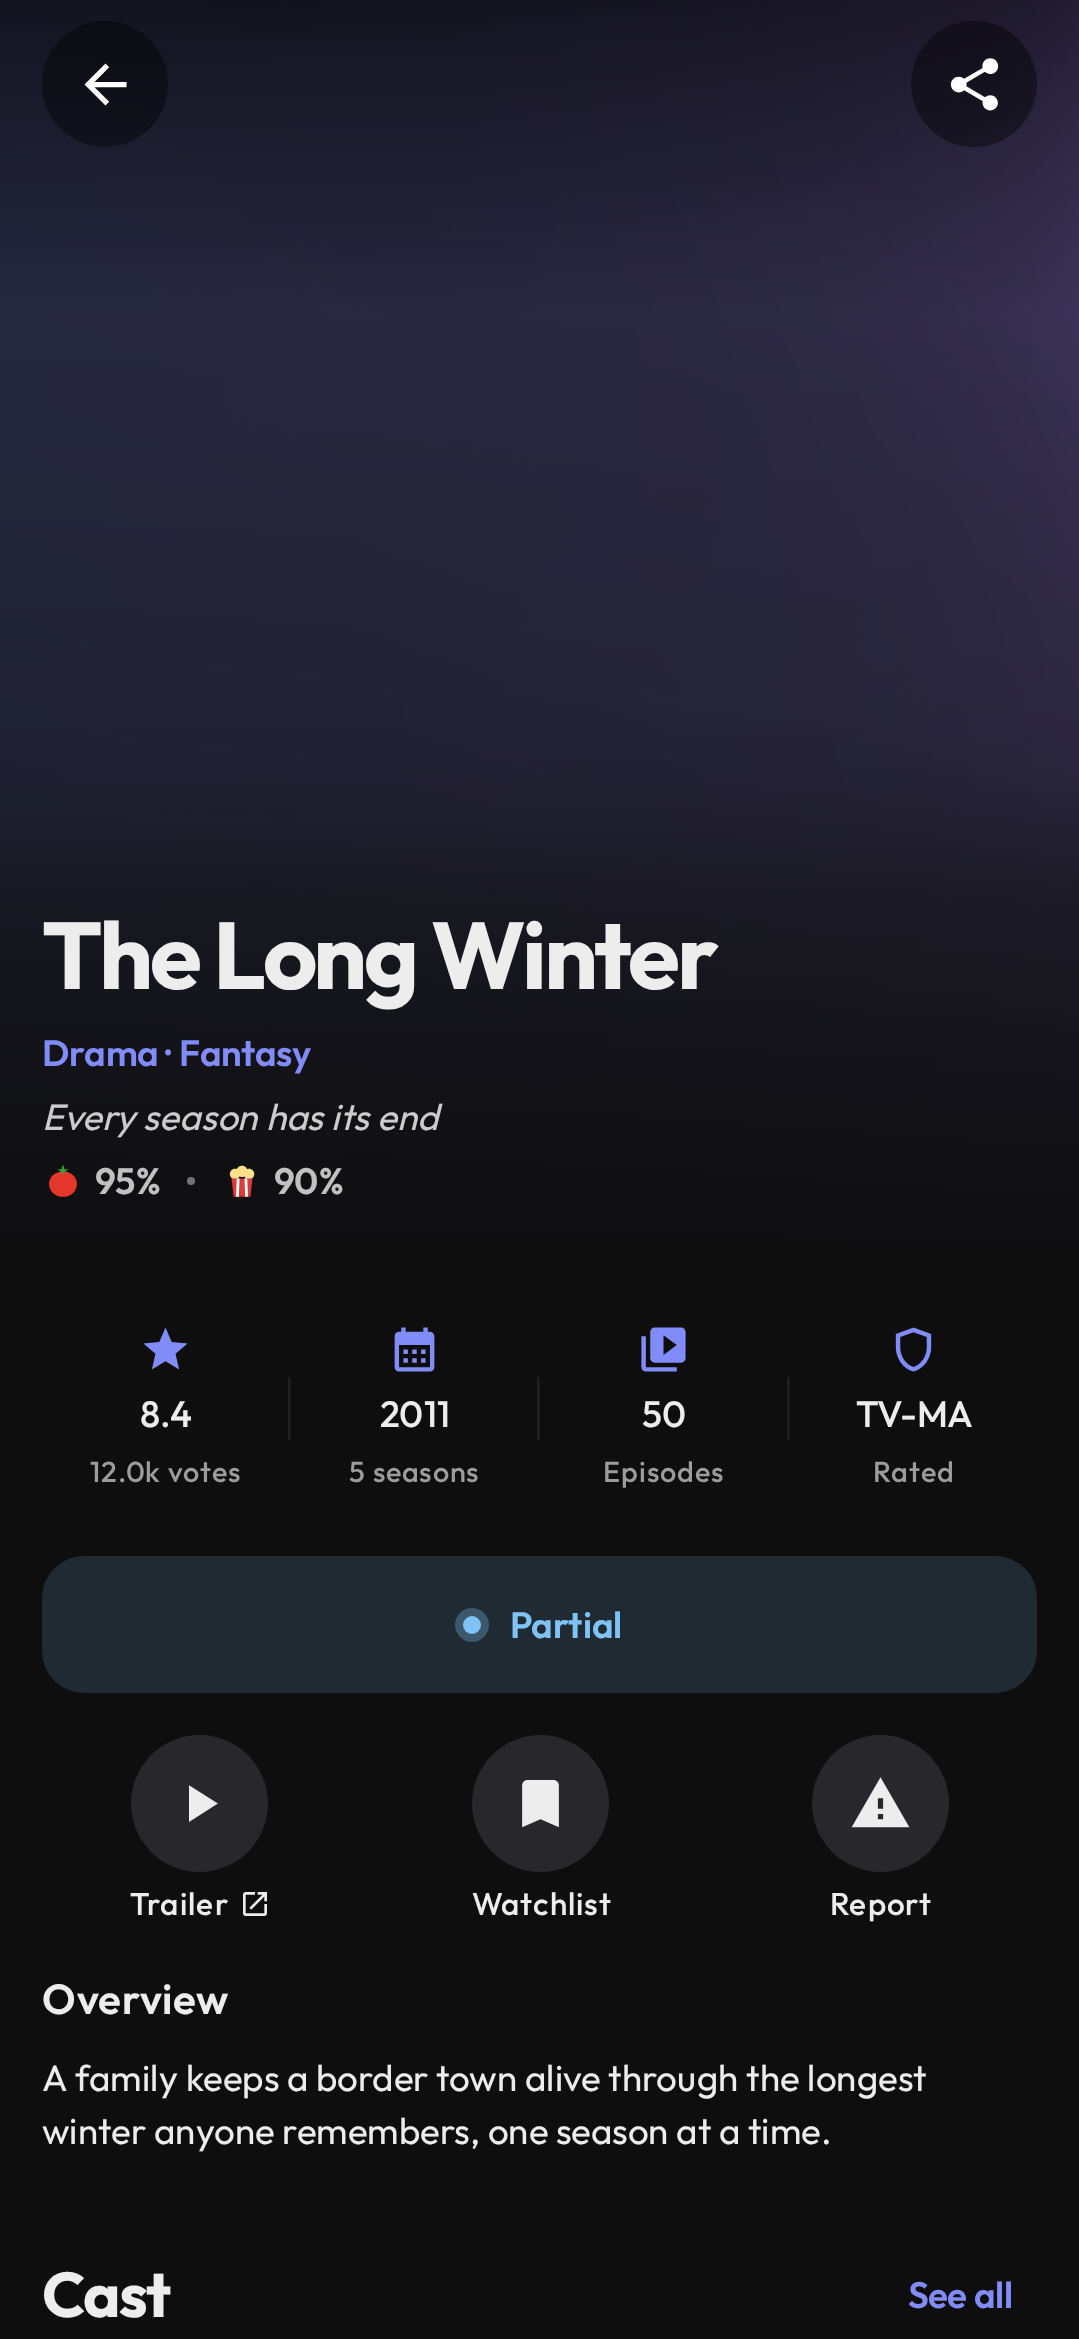 The Long Winter
Drama · Fantasy
Every season has its end
95% • 90%
8.4 2011 50 TV-MA
12.0k votes 5 seasons Episodes Rated
Partial
Trailer Watchlist Report
Overview
A family keeps a border town alive through the longest
winter anyone remembers, one season at a time.
Cast See all